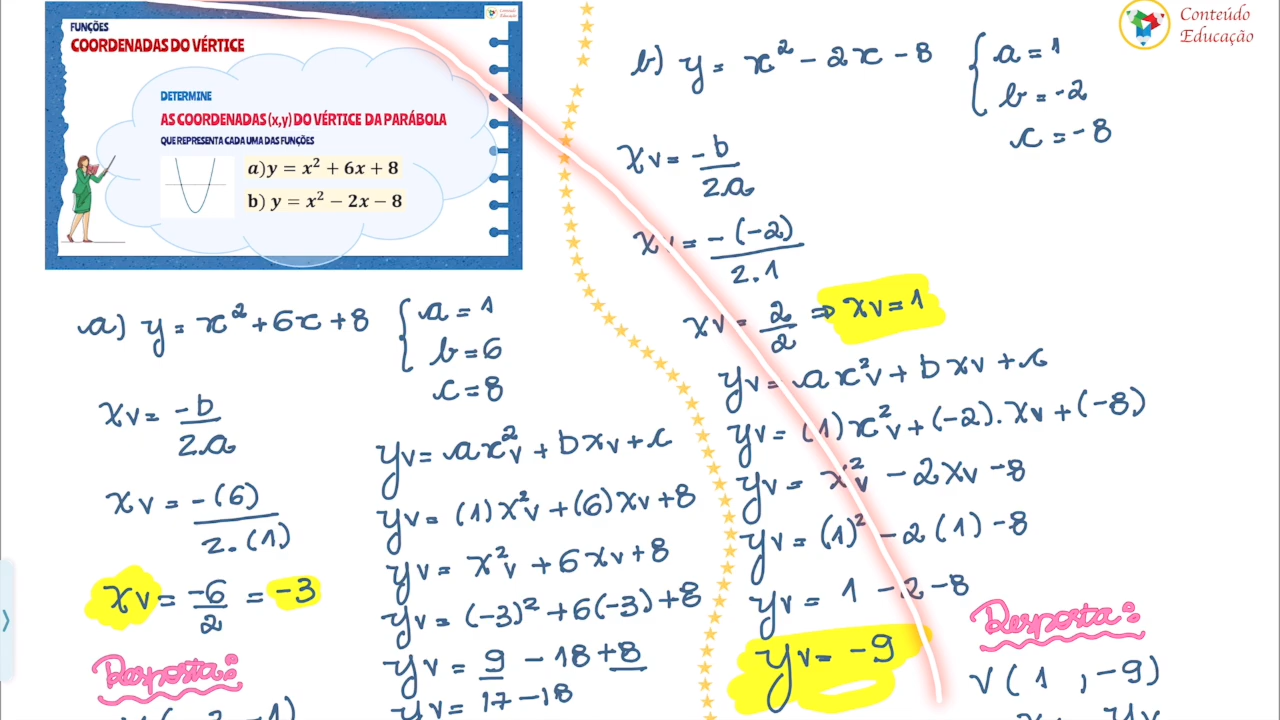 FUNÇÕES
COORDENADAS DO VÉRTICE
Conteúdo
Educação
DETERMINE
AS COORDENADAS (x,y) DO VÉRTICE DA PARÁBOLA
QUE REPRESENTA CADA UMA DAS FUNÇÕES
a) y = x² + 6x + 8
b) y = x² − 2x − 8
a) y = x² + 6x + 8 { a = 1
b = 6
c = 8
xv = -b/2.a
xv = -(6)/2.(1)
xv = -6/2 = -3
Resposta:
yv = ax²v + bxv + c
yv = (1)x²v + (6)xv + 8
yv = x²v + 6xv + 8
yv = (-3)² + 6(-3) + 8
yv = 9 - 18 + 8
yv = 17 - 18
b) y = x² - 2x - 8 { a = 1
b = -2
c = -8
xv = -b/2.a
xv = -(-2)/2.1
xv = 2/2 ⇒ xv = 1
yv = ax²v + bxv + c
yv = (1)x²v + (-2).xv + (-8)
yv = x²v - 2xv - 8
yv = (1)² - 2(1) - 8
yv = 1 - 2 - 8
yv = -9
Resposta:
V(1 , -9)
Conteúdo
Educação